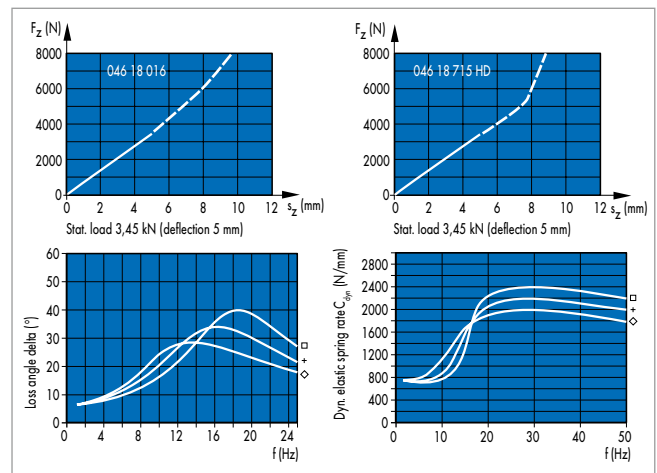 F_z (N)
8000
6000
4000
2000
0
046 18 016
0 2 4 6 8 10 12
s_z (mm)
Stat. load 3,45 kN (deflection 5 mm)
F_z (N)
8000
6000
4000
2000
0
046 18 715 HD
0 2 4 6 8 10 12
s_z (mm)
Stat. load 3,45 kN (deflection 5 mm)
Loss angle delta (°)
60
50
40
30
20
10
0
0 4 8 12 16 20 24
f (Hz)
□
+
◇
Dyn. elastic spring rate C_dyn (N/mm)
2800
2400
2000
1600
1200
800
400
0
0 10 20 30 40 50
f (Hz)
□
+
◇